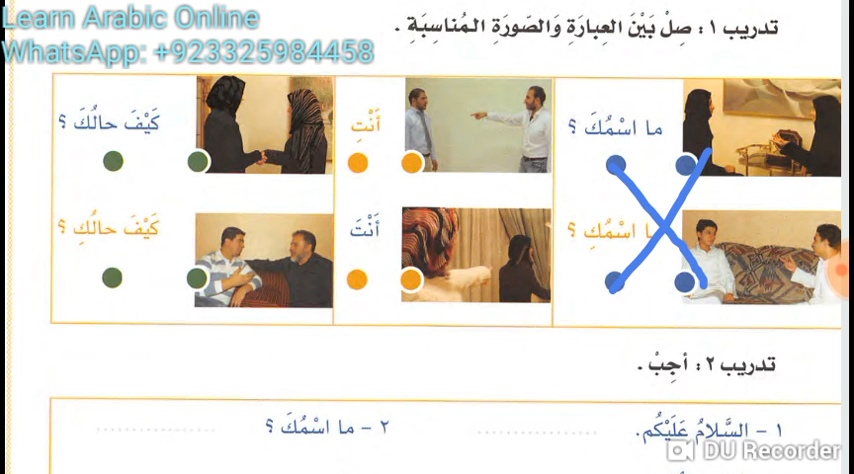 Learn Arabic Online
WhatsApp: +923325984458
تدريب ١ : صِلْ بَيْنَ العِبارَةِ وَالصّورَةِ المُناسِبَةِ .
ما اسْمُكَ ؟
أَنْتِ
كَيْفَ حالُكَ ؟
ما اسْمُكِ ؟
أَنْتَ
كَيْفَ حالُكِ ؟
تدريب ٢ : أجِبْ .
١ – السَّلامُ عَلَيْكُم. ....................
٢ – ما اسْمُكَ ؟ ....................
DU Recorder